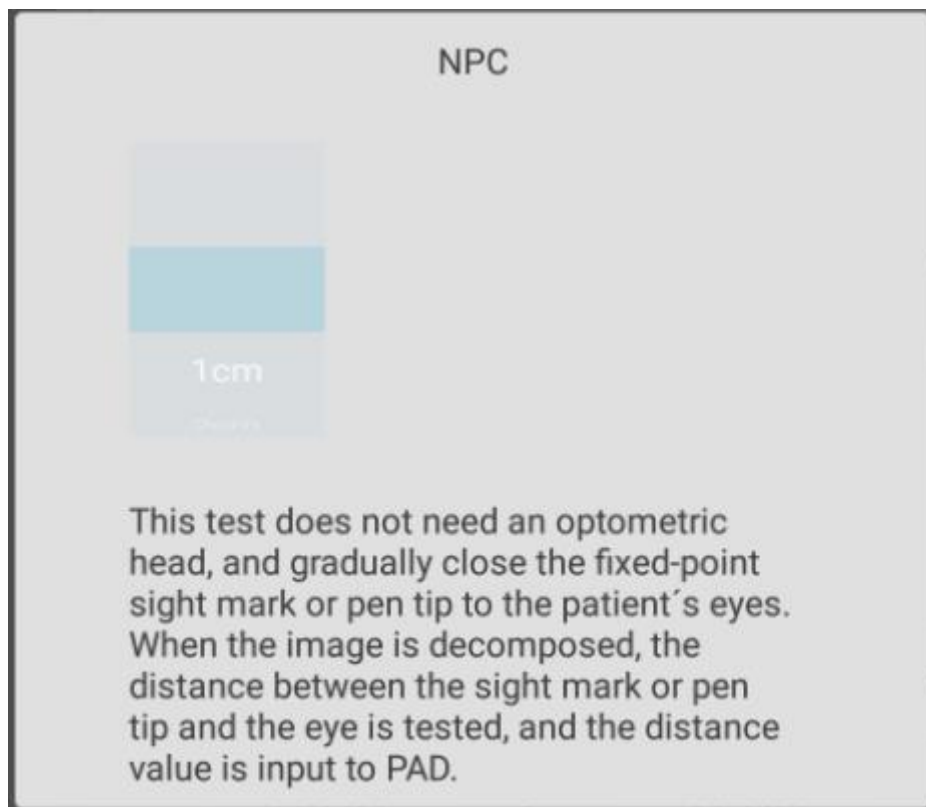 NPC
1cm
This test does not need an optometric
head, and gradually close the fixed-point
sight mark or pen tip to the patient´s eyes.
When the image is decomposed, the
distance between the sight mark or pen
tip and the eye is tested, and the distance
value is input to PAD.